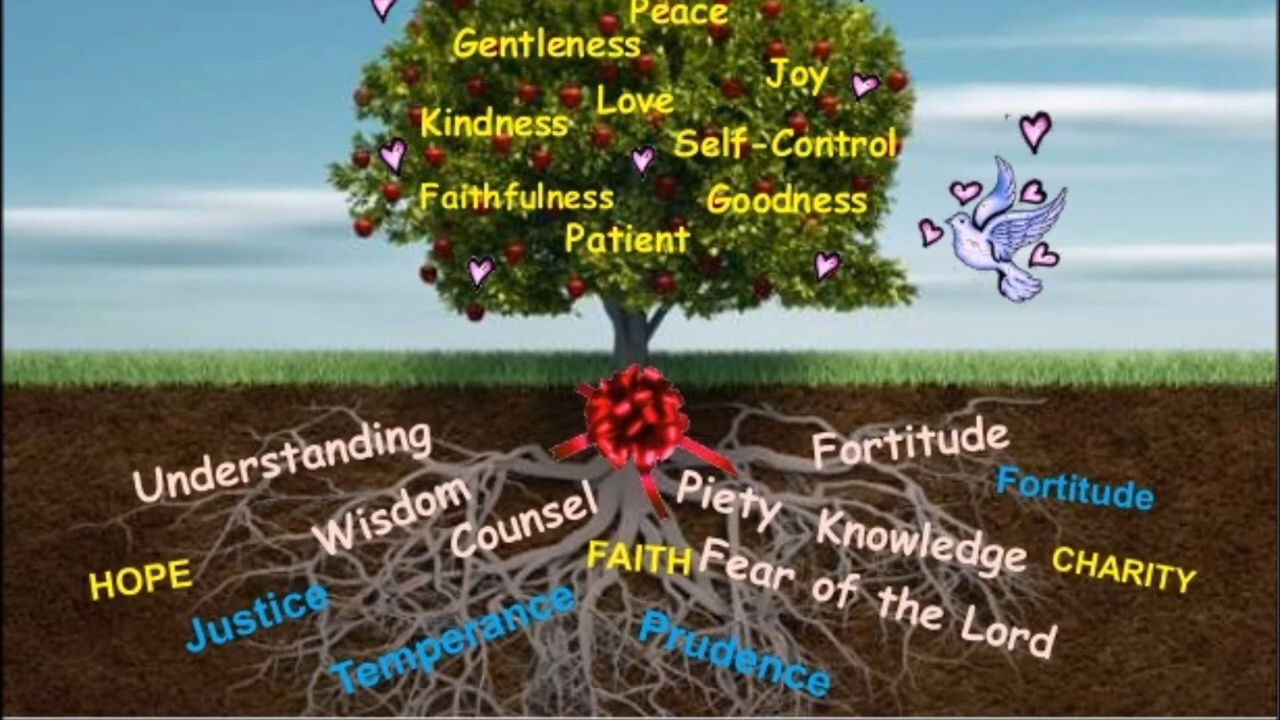 Peace
Gentleness
Joy
Love
Kindness
Self-Control
Faithfulness
Goodness
Patient
Understanding
Fortitude
Fortitude
Wisdom
Piety
Counsel
Knowledge
FAITH
Fear of the Lord
CHARITY
HOPE
Justice
Temperance
Prudence